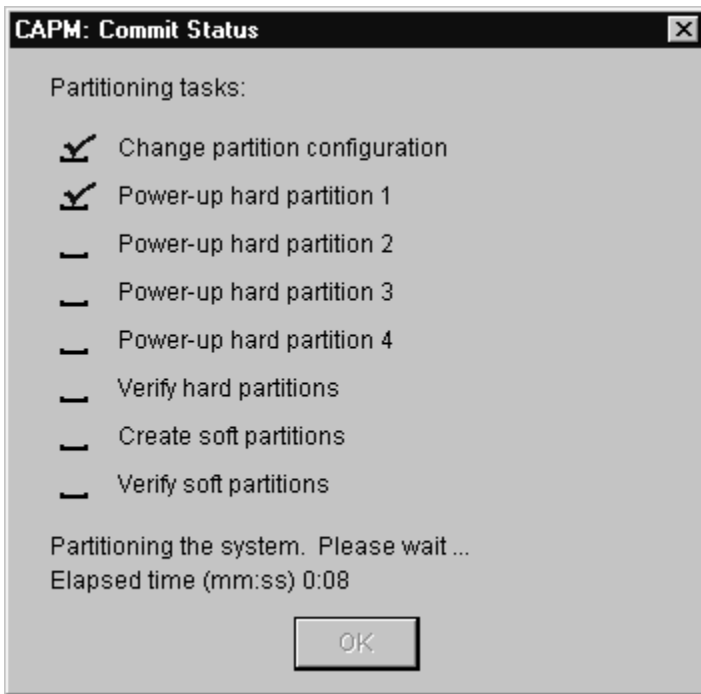 CAPM: Commit Status
Partitioning tasks:
Change partition configuration
Power-up hard partition 1
Power-up hard partition 2
Power-up hard partition 3
Power-up hard partition 4
Verify hard partitions
Create soft partitions
Verify soft partitions
Partitioning the system. Please wait ...
Elapsed time (mm:ss) 0:08
OK